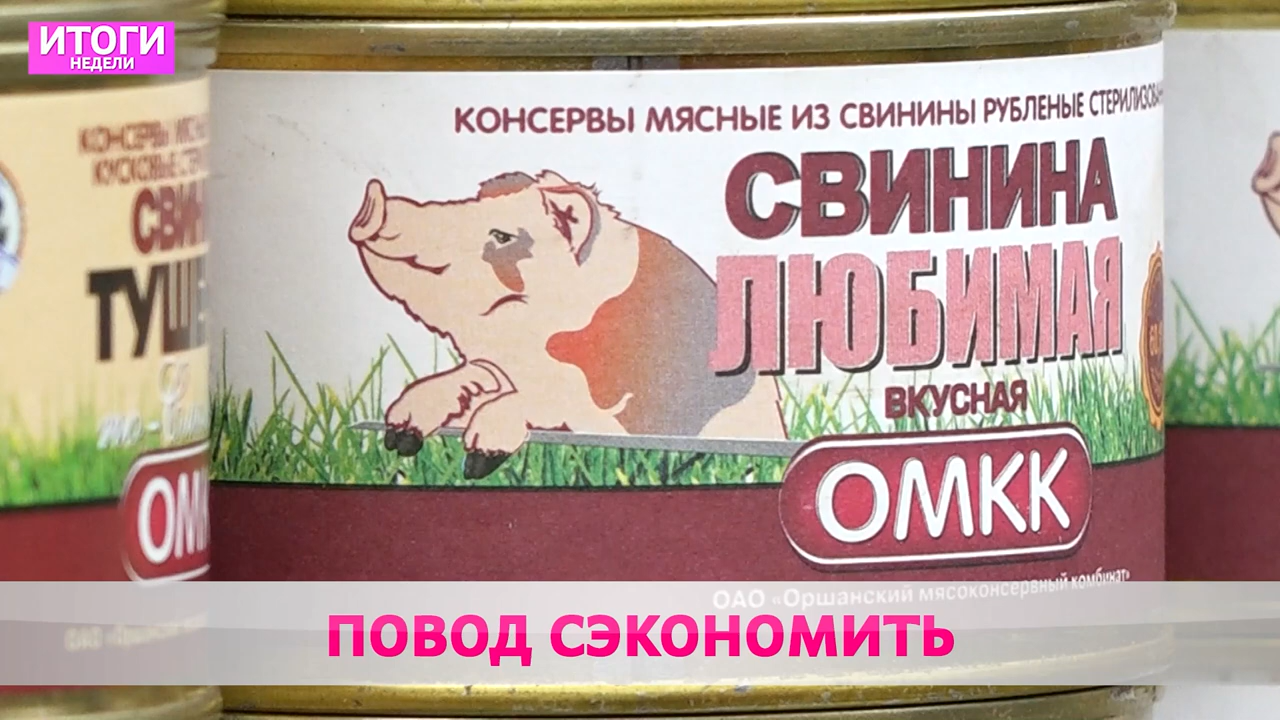 ИТОГИ
НЕДЕЛИ
КОНСЕРВЫ МЯСНЫЕ ИЗ СВИНИНЫ РУБЛЕНЫЕ
СВИНИНА
ЛЮБИМАЯ
ВКУСНАЯ
ОМКК
ОАО «Оршанский мясоконсервный комбинат»
ПОВОД СЭКОНОМИТЬ